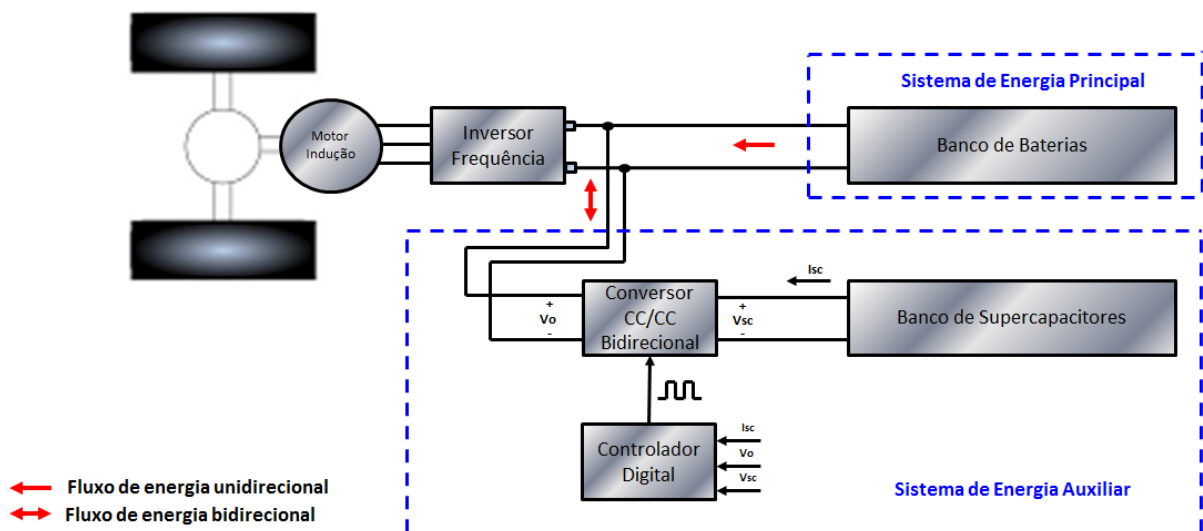 Sistema de Energia Principal
Motor
Indução
Inversor
Frequência
Banco de Baterias
Isc
+
Vo
-
Conversor
CC/CC
Bidirecional
+
Vsc
-
Banco de Supercapacitores
Controlador
Digital
Isc
Vo
Vsc
Fluxo de energia unidirecional
Fluxo de energia bidirecional
Sistema de Energia Auxiliar